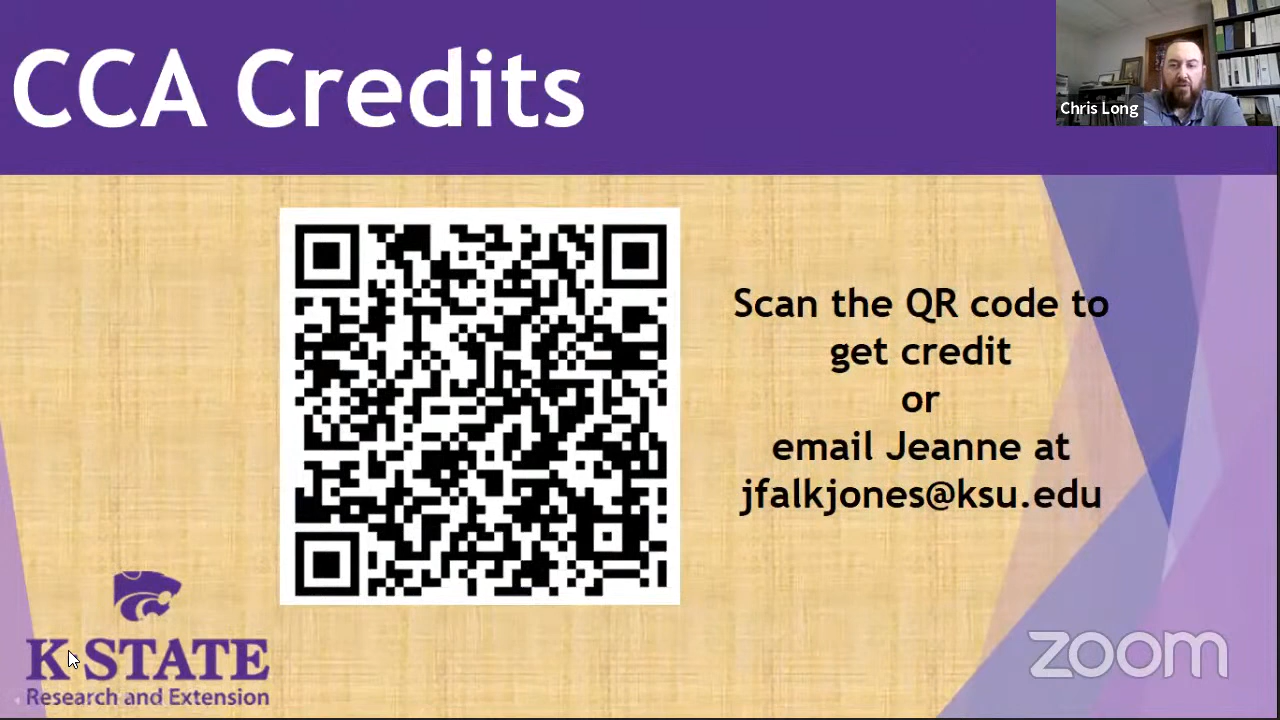 CCA Credits
Chris Long
Scan the QR code to
get credit
or
email Jeanne at
jfalkjones@ksu.edu
K-STATE
Research and Extension
zoom